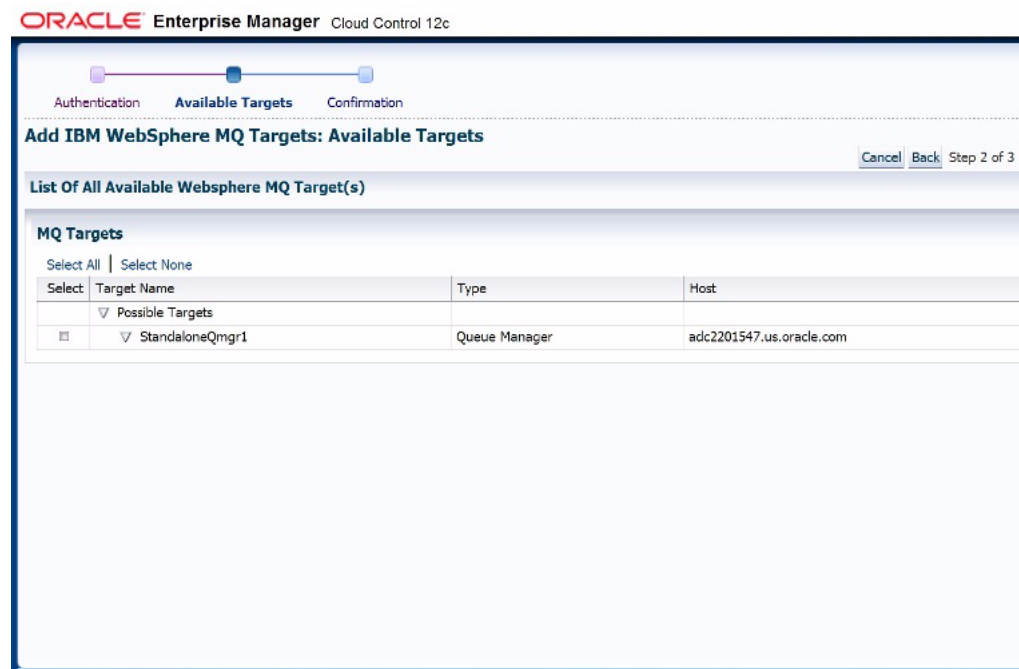 ORACLE Enterprise Manager Cloud Control 12c
Authentication Available Targets Confirmation
Add IBM WebSphere MQ Targets: Available Targets
Cancel Back Step 2 of 3
List Of All Available Websphere MQ Target(s)
MQ Targets
Select All | Select None
Select Target Name Type Host
Possible Targets
StandaloneQmgr1 Queue Manager adc2201547.us.oracle.com